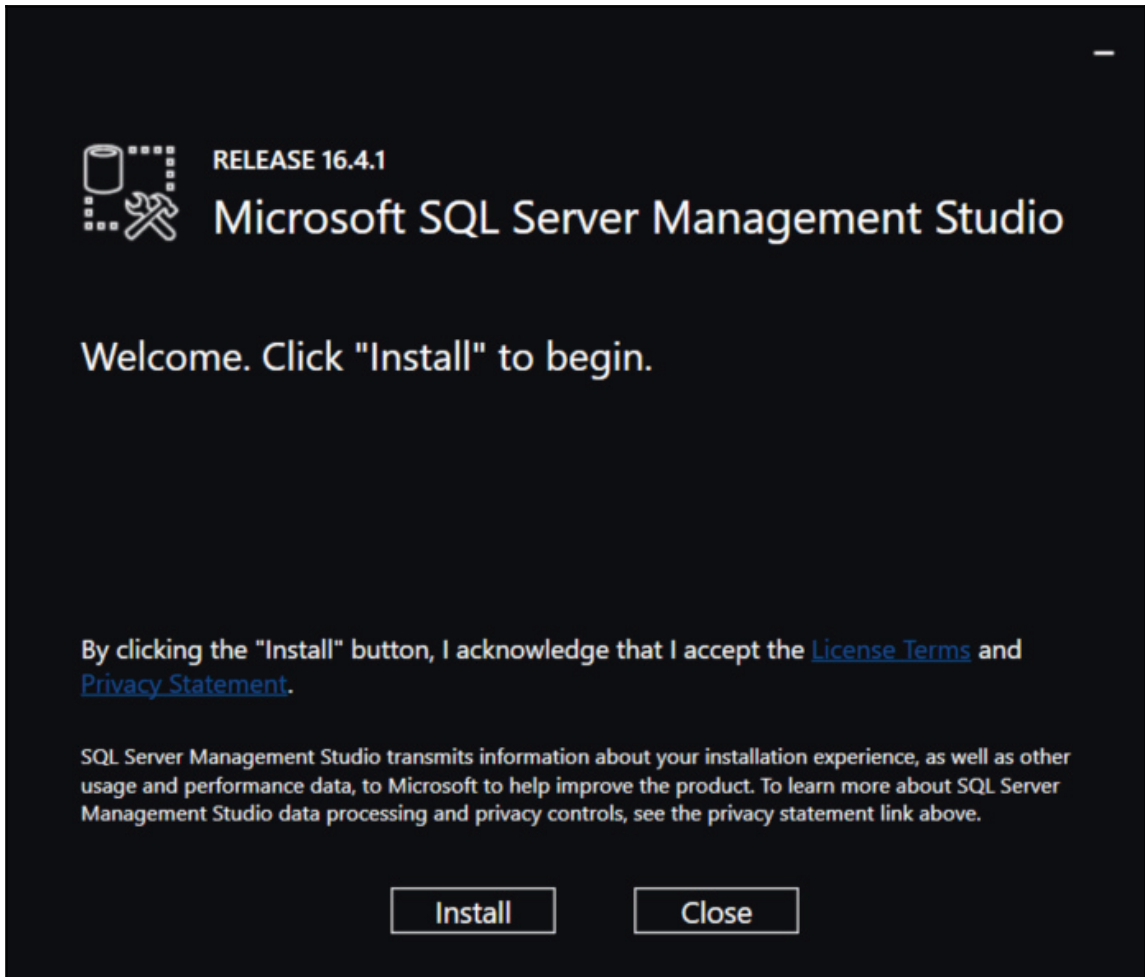 RELEASE 16.4.1
Microsoft SQL Server Management Studio
Welcome. Click "Install" to begin.
By clicking the "Install" button, I acknowledge that I accept the License Terms and
Privacy Statement.
SQL Server Management Studio transmits information about your installation experience, as well as other
usage and performance data, to Microsoft to help improve the product. To learn more about SQL Server
Management Studio data processing and privacy controls, see the privacy statement link above.
Install
Close